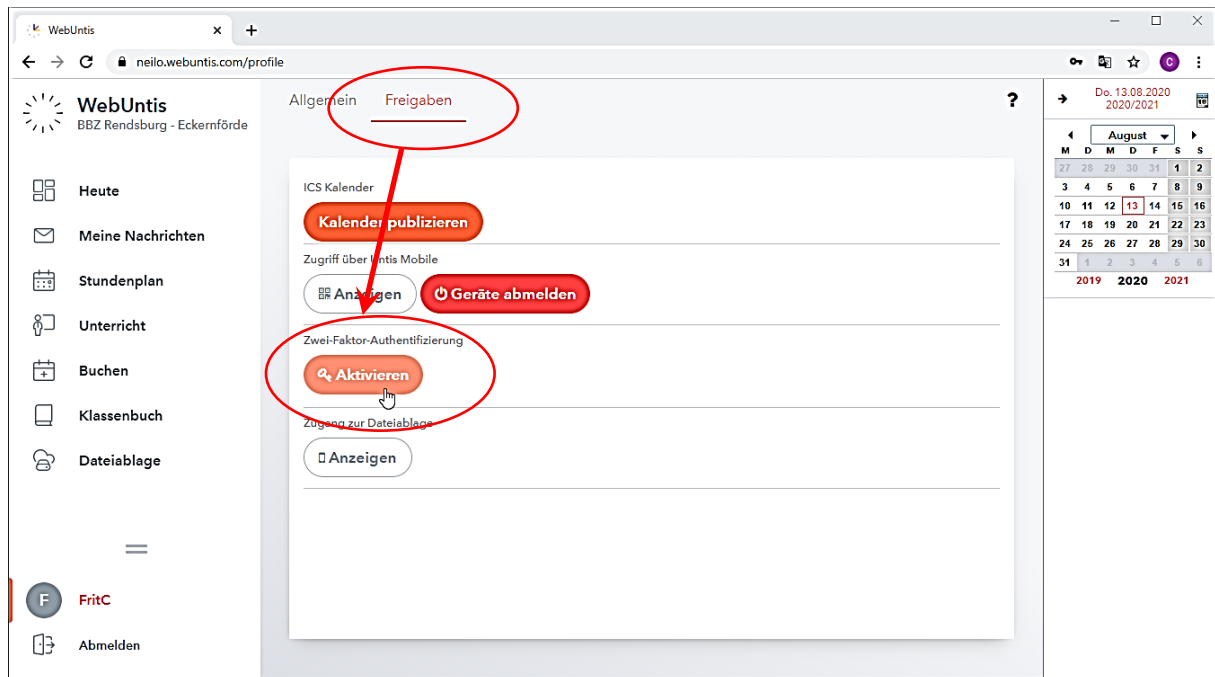 WebUntis
neilo.webuntis.com/profile
C
WebUntis
BBZ Rendsburg - Eckernförde
Heute
Meine Nachrichten
Stundenplan
Unterricht
Buchen
Klassenbuch
Dateiablage
F FritC
Abmelden
Allgemein Freigaben
?
ICS Kalender
Kalender publizieren
Zugriff über Untis Mobile
Anzeigen Geräte abmelden
Zwei-Faktor-Authentifizierung
Aktivieren
Zugang zur Dateiablage
Anzeigen
Do. 13.08.2020
2020/2021
August
M D M D F S S
27 28 29 30 31 1 2
3 4 5 6 7 8 9
10 11 12 13 14 15 16
17 18 19 20 21 22 23
24 25 26 27 28 29 30
31 1 2 3 4 5 6
2019 2020 2021